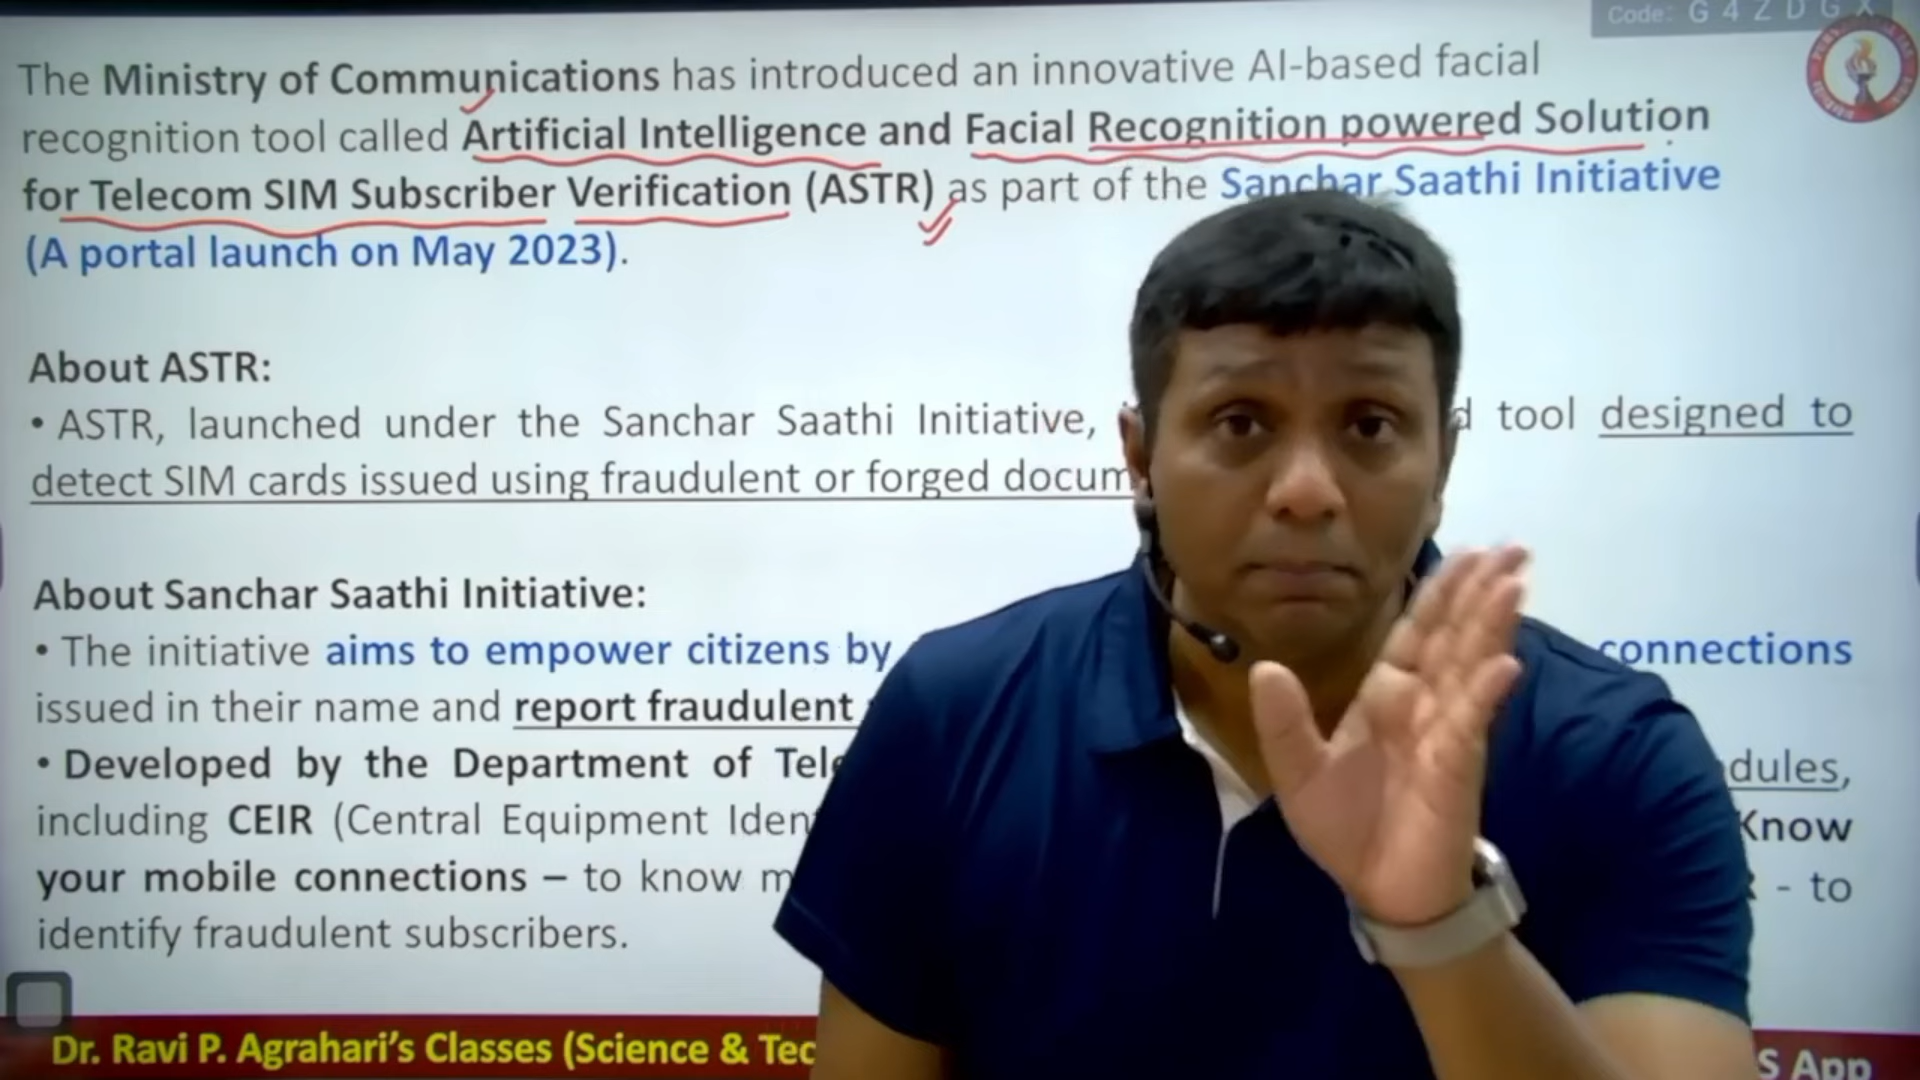 Code: G 4 Z D G X
The Ministry of Communications has introduced an innovative AI-based facial
recognition tool called Artificial Intelligence and Facial Recognition powered Solution
for Telecom SIM Subscriber Verification (ASTR) as part of the Sanchar Saathi Initiative
(A portal launch on May 2023).
About ASTR:
• ASTR, launched under the Sanchar Saathi Initiative, tool designed to
detect SIM cards issued using fraudulent or forged
About Sanchar Saathi Initiative:
• The initiative aims to empower citizens by connections
issued in their name and report fraudulent
• Developed by the Department of
including CEIR (Central Equipment Know
your mobile connections – to know - to
identify fraudulent subscribers.
Dr. Ravi P. Agrahari's Classes (Science & App